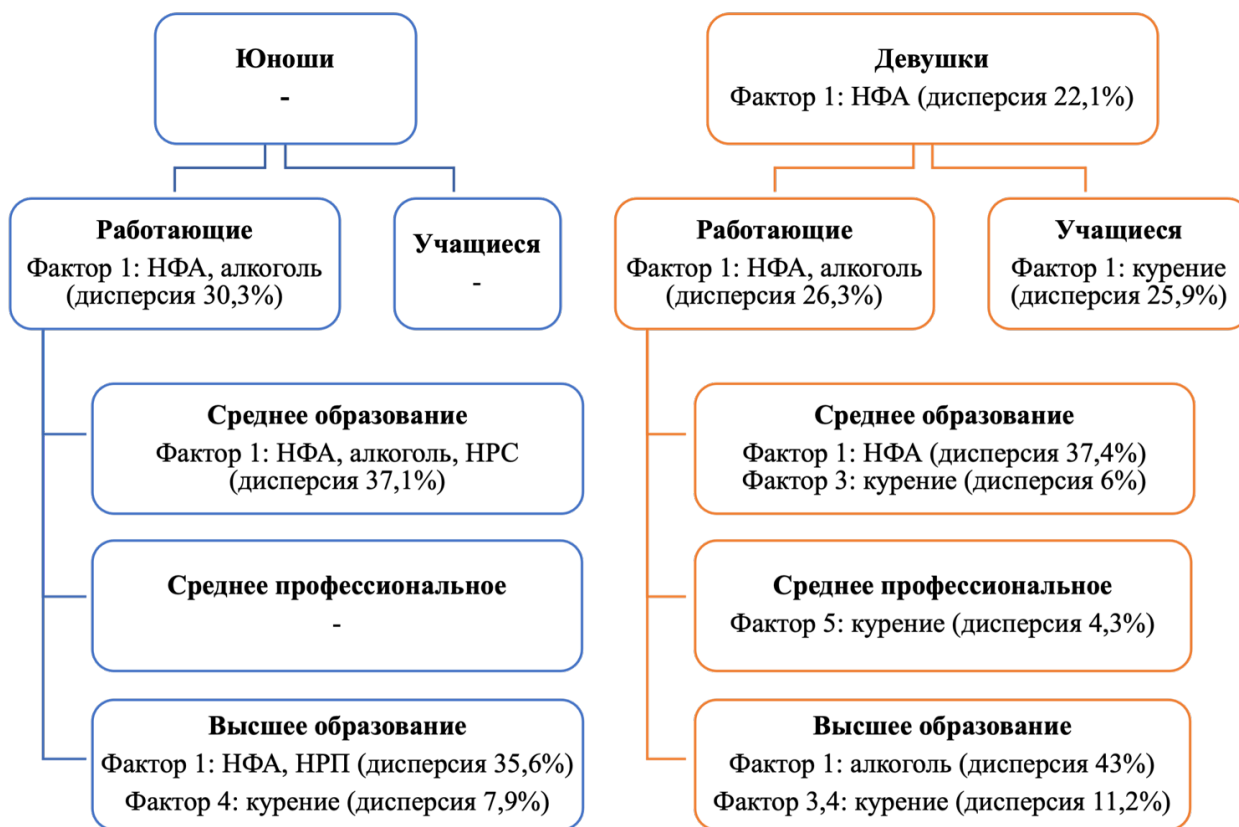 Юноши
-
Девушки
Фактор 1: НФА (дисперсия 22,1%)
Работающие
Фактор 1: НФА, алкоголь
(дисперсия 30,3%)
Учащиеся
-
Работающие
Фактор 1: НФА, алкоголь
(дисперсия 26,3%)
Учащиеся
Фактор 1: курение
(дисперсия 25,9%)
Среднее образование
Фактор 1: НФА, алкоголь, НРС
(дисперсия 37,1%)
Среднее образование
Фактор 1: НФА (дисперсия 37,4%)
Фактор 3: курение (дисперсия 6%)
Среднее профессиональное
-
Среднее профессиональное
Фактор 5: курение (дисперсия 4,3%)
Высшее образование
Фактор 1: НФА, НРП (дисперсия 35,6%)
Фактор 4: курение (дисперсия 7,9%)
Высшее образование
Фактор 1: алкоголь (дисперсия 43%)
Фактор 3,4: курение (дисперсия 11,2%)